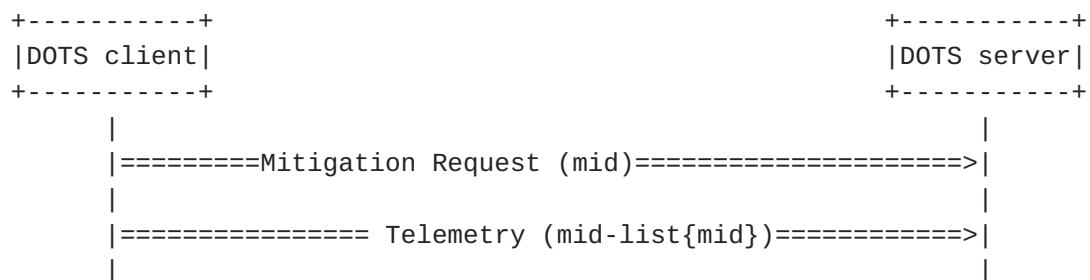 +-----------+                                           +-----------+
|DOTS client|                                           |DOTS server|
+-----------+                                           +-----------+
      |                                                       |
      |=========Mitigation Request (mid)=====================>|
      |                                                       |
      |================ Telemetry (mid-list{mid})============>|
      |                                                       |